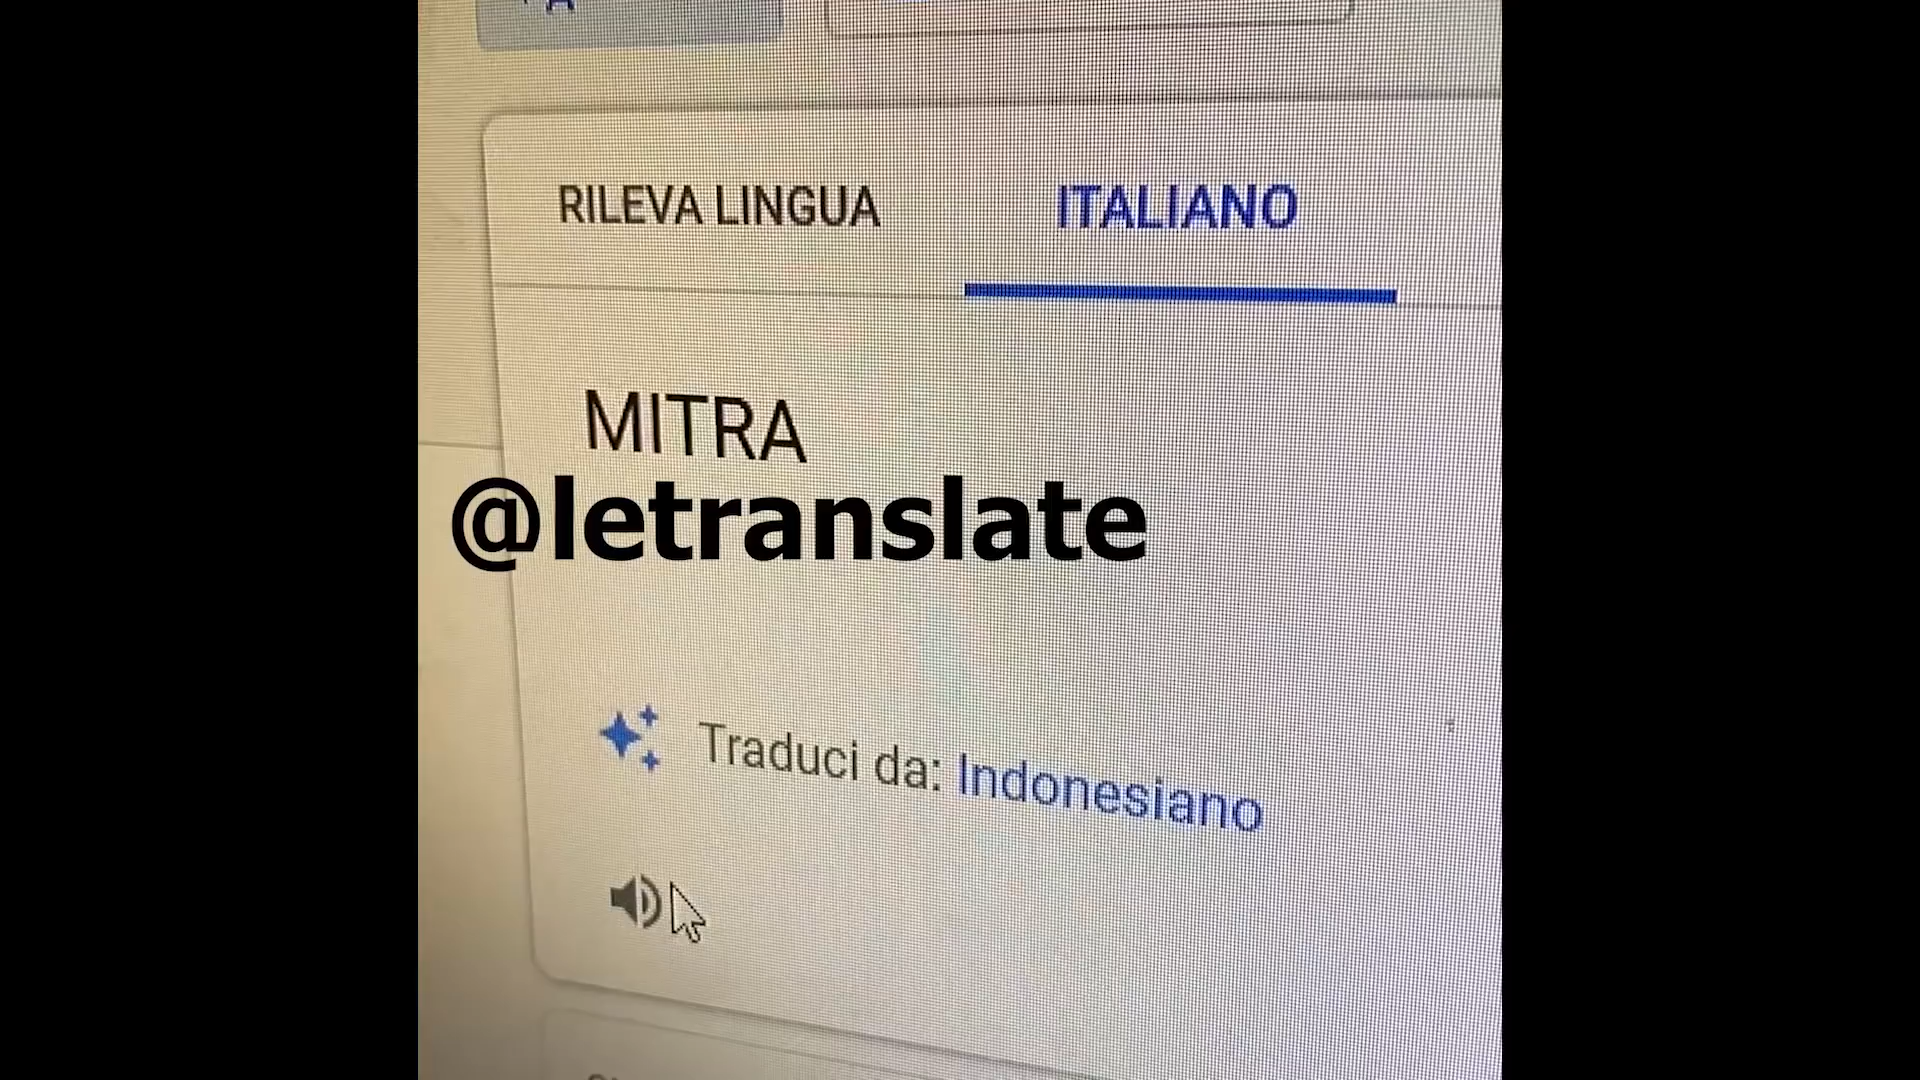 RILEVA LINGUA
ITALIANO
MITRA
@letranslate
Traduci da: Indonesiano